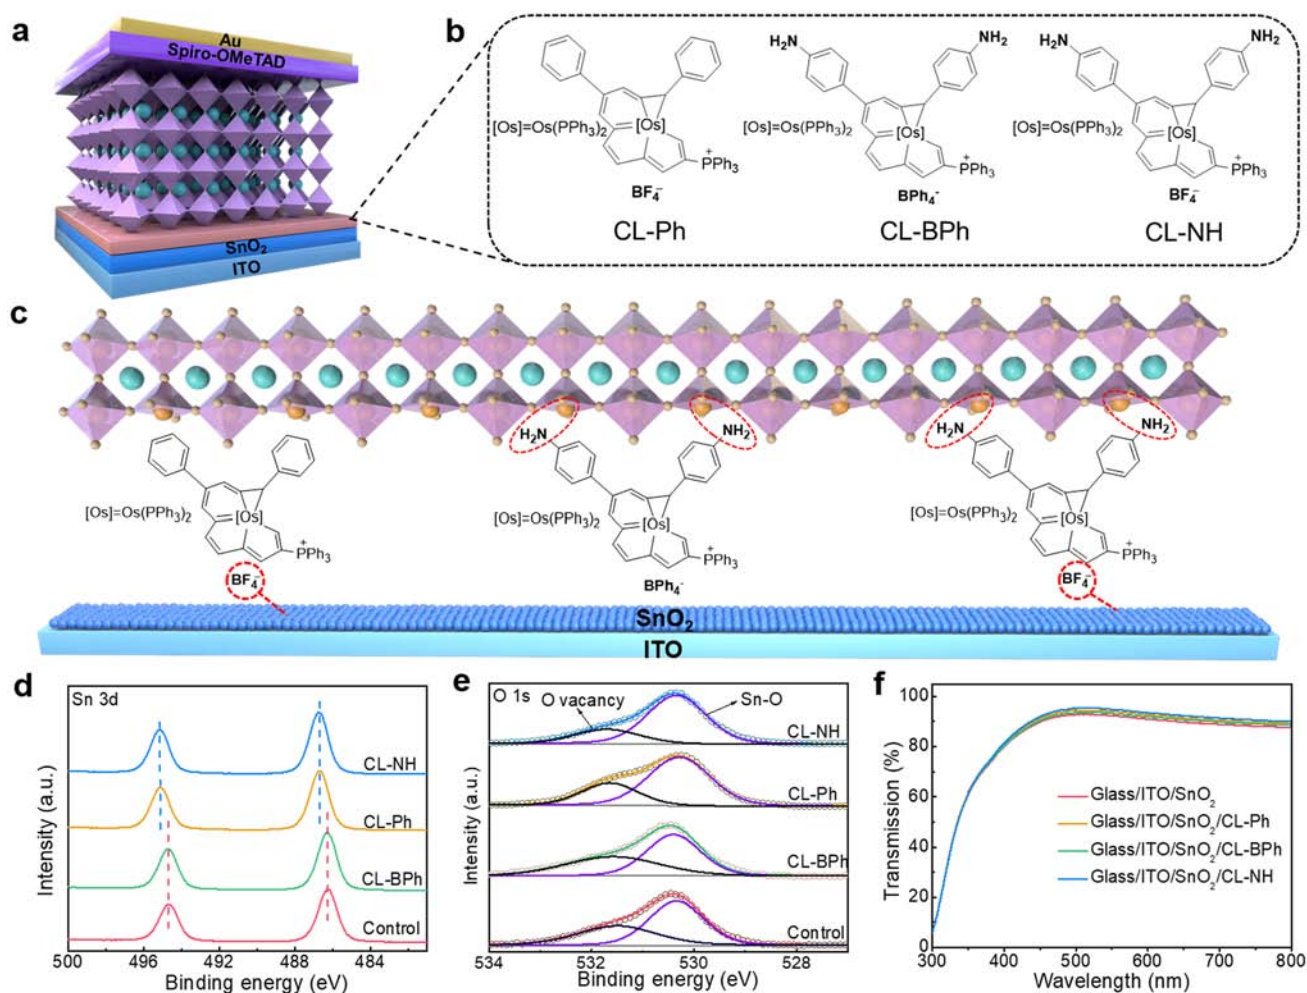 a
Au
Spiro-OMeTAD
SnO₂
ITO
b
H₂N
NH₂
H₂N
NH₂
[Os]=Os(PPh₃)₂
[Os]
[Os]=Os(PPh₃)₂
[Os]
[Os]=Os(PPh₃)₂
[Os]
+
PPh₃
+
PPh₃
+
PPh₃
BF₄⁻
BPh₄⁻
BF₄⁻
CL-Ph
CL-BPh
CL-NH
c
H₂N
NH₂
H₂N
NH₂
[Os]=Os(PPh₃)₂
[Os]
[Os]=Os(PPh₃)₂
[Os]
[Os]=Os(PPh₃)₂
[Os]
+
PPh₃
+
PPh₃
+
PPh₃
BF₄⁻
BPh₄⁻
BF₄⁻
SnO₂
ITO
d
Sn 3d
CL-NH
CL-Ph
CL-BPh
Control
Intensity (a.u.)
500 496 492 488 484
Binding energy (eV)
e
O 1s
O vacancy
Sn-O
CL-NH
CL-Ph
CL-BPh
Control
Intensity (a.u.)
534 532 530 528
Binding energy (eV)
f
100
80
60
40
20
0
Transmission (%)
Glass/ITO/SnO₂
Glass/ITO/SnO₂/CL-Ph
Glass/ITO/SnO₂/CL-BPh
Glass/ITO/SnO₂/CL-NH
300 400 500 600 700 800
Wavelength (nm)